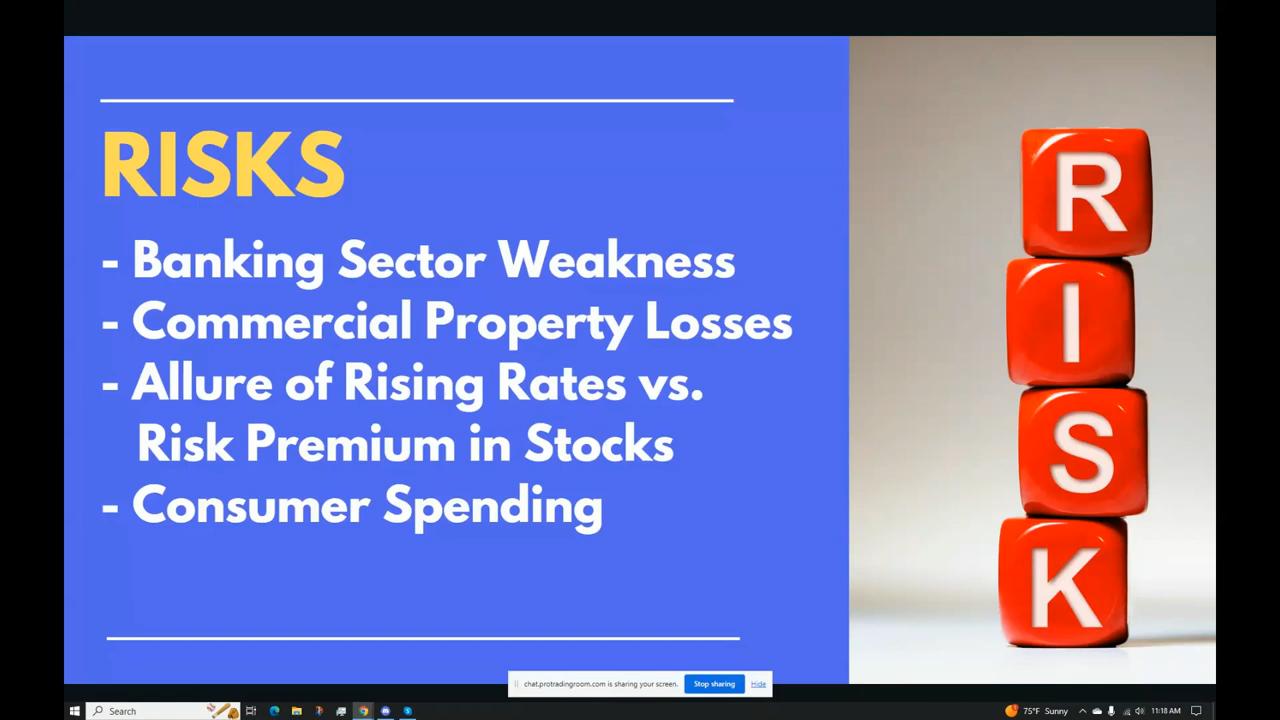 RISKS
- Banking Sector Weakness
- Commercial Property Losses
- Allure of Rising Rates vs.
Risk Premium in Stocks
- Consumer Spending
R
I
S
K
chat.protradingroom.com is sharing your screen.
Stop sharing
Hide
Search
75°F Sunny
11:18 AM